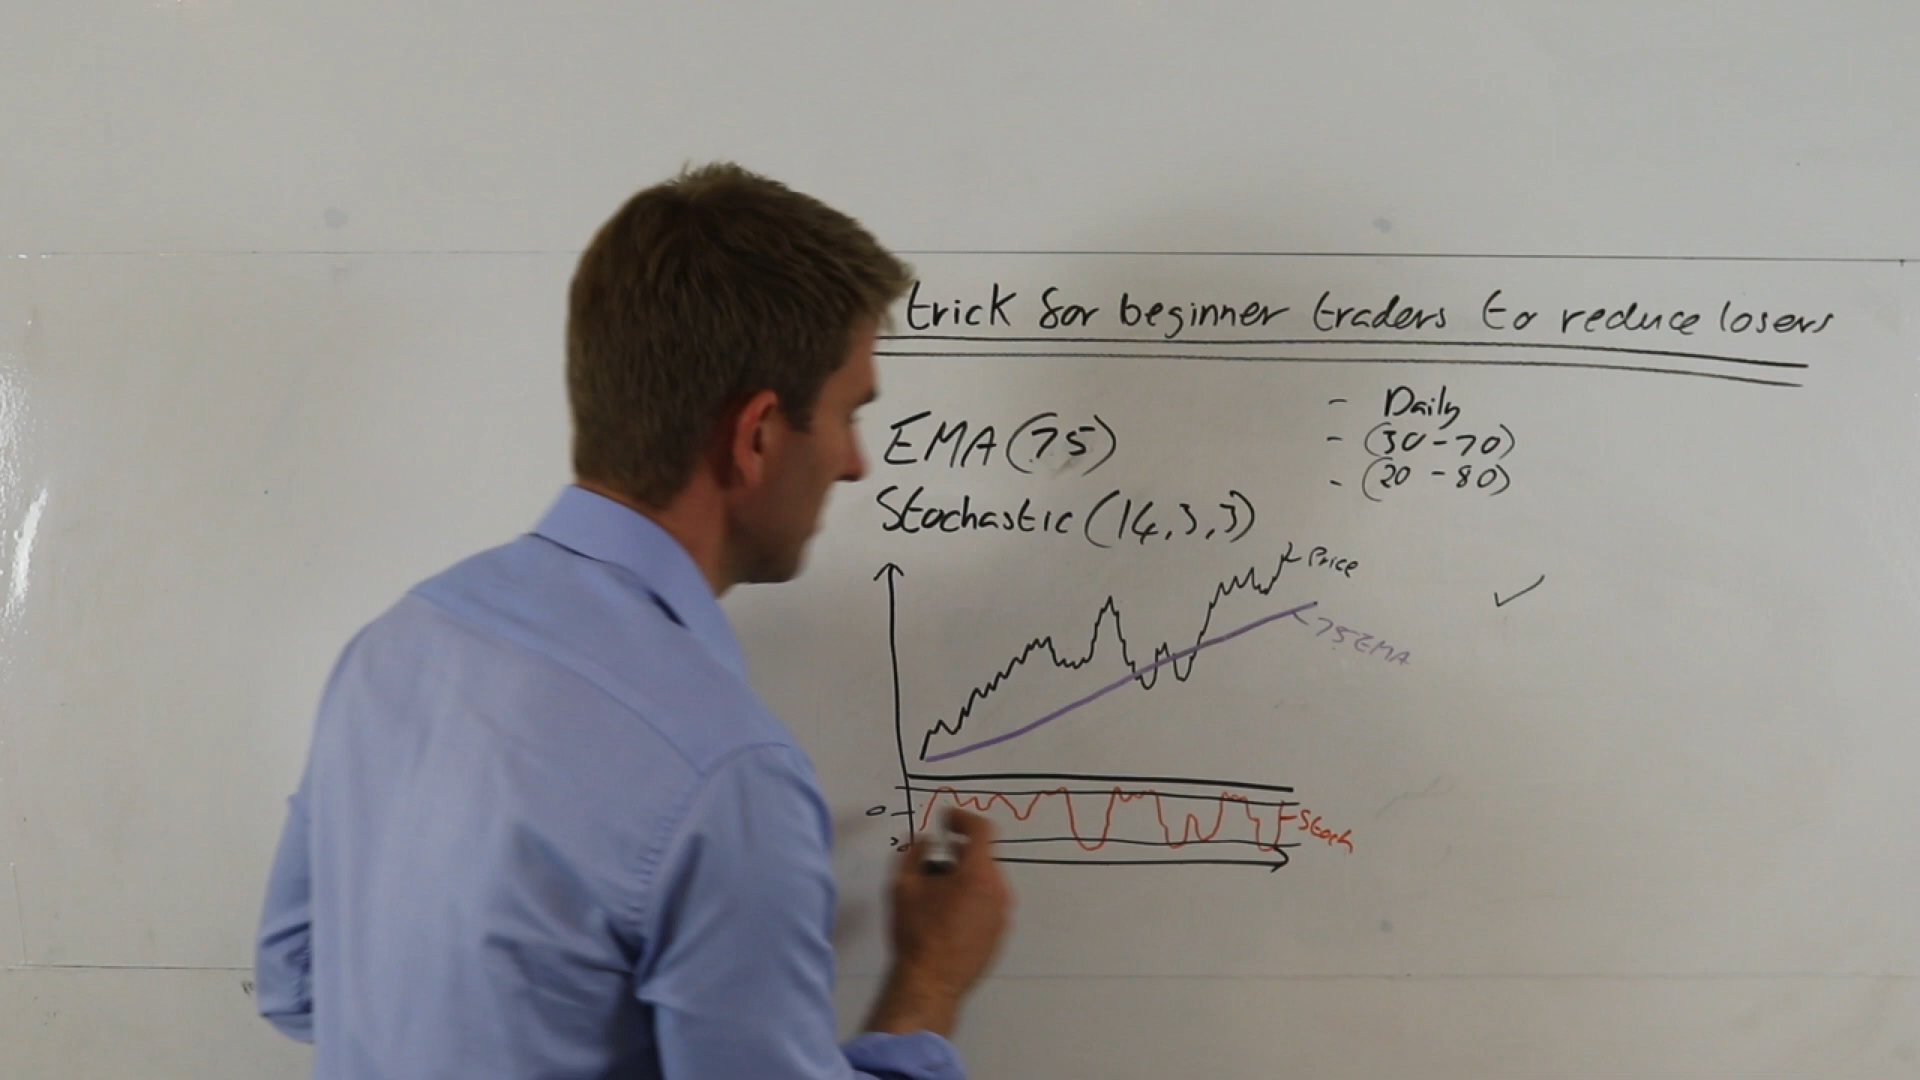 trick for beginner traders to reduce losers
- Daily
EMA (75)
- (30-70)
- (20-80)
Stochastic (14,3,3)
Price
75EMA
Stoch